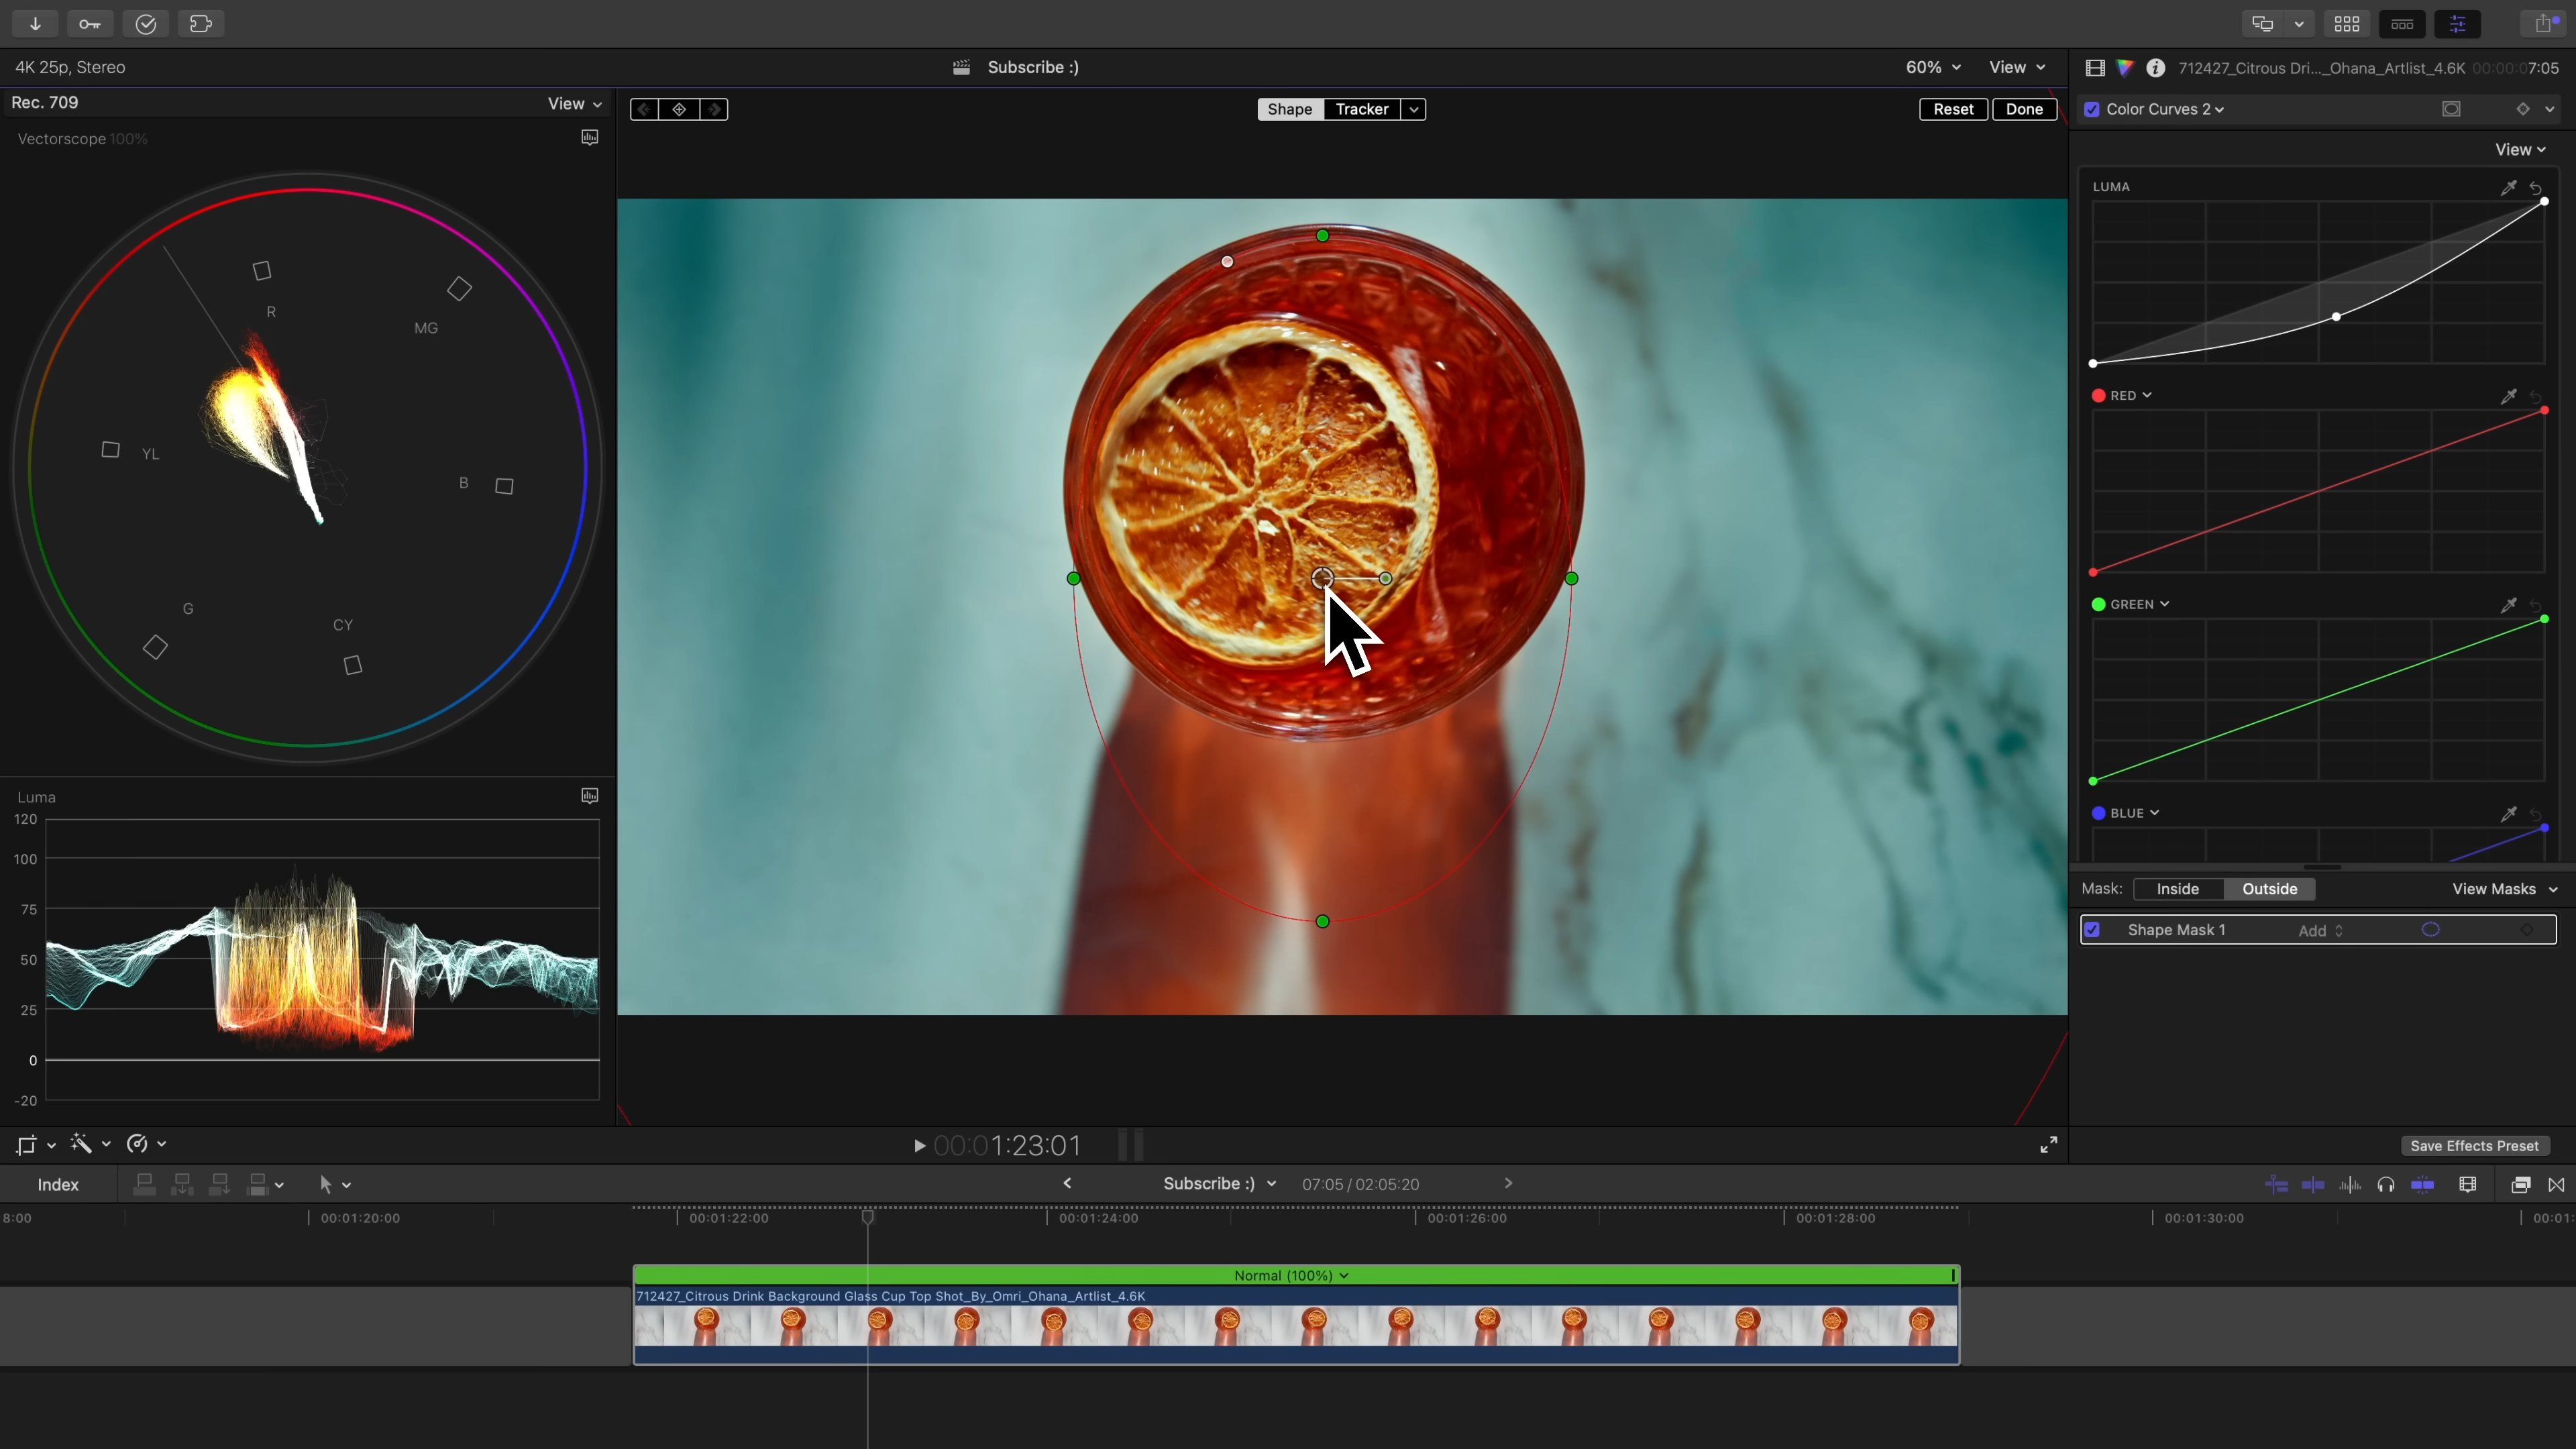 4K 25p, Stereo
Subscribe :)
60%
View
712427_Citrous Dri..._Ohana_Artlist_4.6K
00:00:07:05
Rec. 709
View
Shape
Tracker
Reset
Done
Color Curves 2
Vectorscope 100%
View
LUMA
R
MG
YL
B
G
CY
RED
GREEN
BLUE
Luma
120
100
75
50
25
0
-20
Mask:
Inside
Outside
View Masks
Shape Mask 1
Add
00:01:23:01
Save Effects Preset
Index
Subscribe :)
07:05 / 02:05:20
8:00
00:01:20:00
00:01:22:00
00:01:24:00
00:01:26:00
00:01:28:00
00:01:30:00
00:01:
Normal (100%)
712427_Citrous Drink Background Glass Cup Top Shot_By_Omri_Ohana_Artlist_4.6K